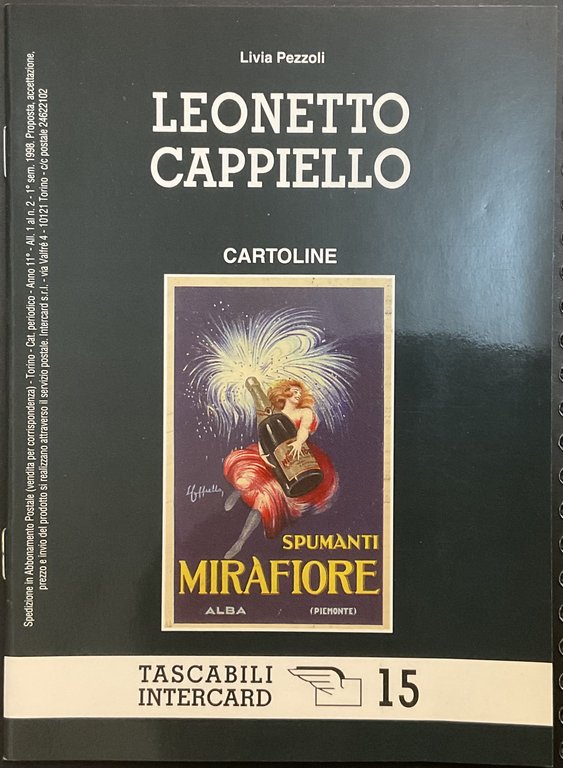 Livia Pezzoli
LEONETTO
CAPPIELLO
CARTOLINE
LCappiello
SPUMANTI
MIRAFIORE
ALBA (PIEMONTE)
TASCABILI
INTERCARD
15
Spedizione in Abbonamento Postale (vendita per corrispondenza) - Torino - Cat. periodico - Anno 11° - All. 1 al n. 2 - 1° sem. 1998. Proposta, accettazione,
prezzo e invio del prodotto si realizzano attraverso il servizio postale. Intercard s.r.l. - via Valfré 4 - 10121 Torino - c/c postale 24622102